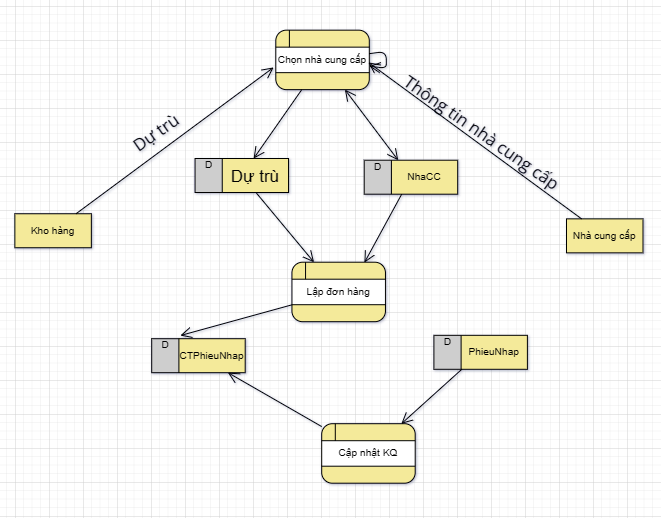 Chọn nhà cung cấp
Dự trù
Thông tin nhà cung cấp
D
Dự trù
D
NhaCC
Kho hàng
Nhà cung cấp
Lập đơn hàng
D
CTPhieuNhap
D
PhieuNhap
Cập nhật KQ